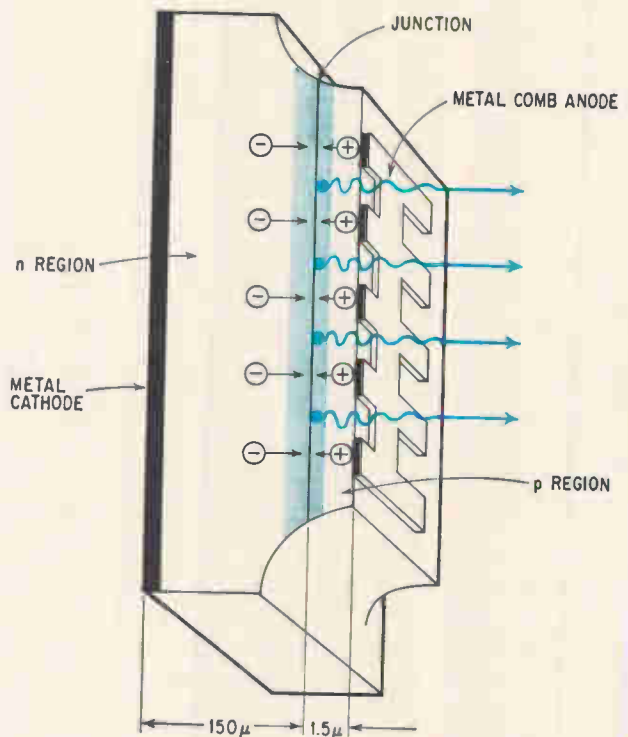 JUNCTION
METAL COMB ANODE
n REGION
METAL
CATHODE
p REGION
150μ
1.5μ